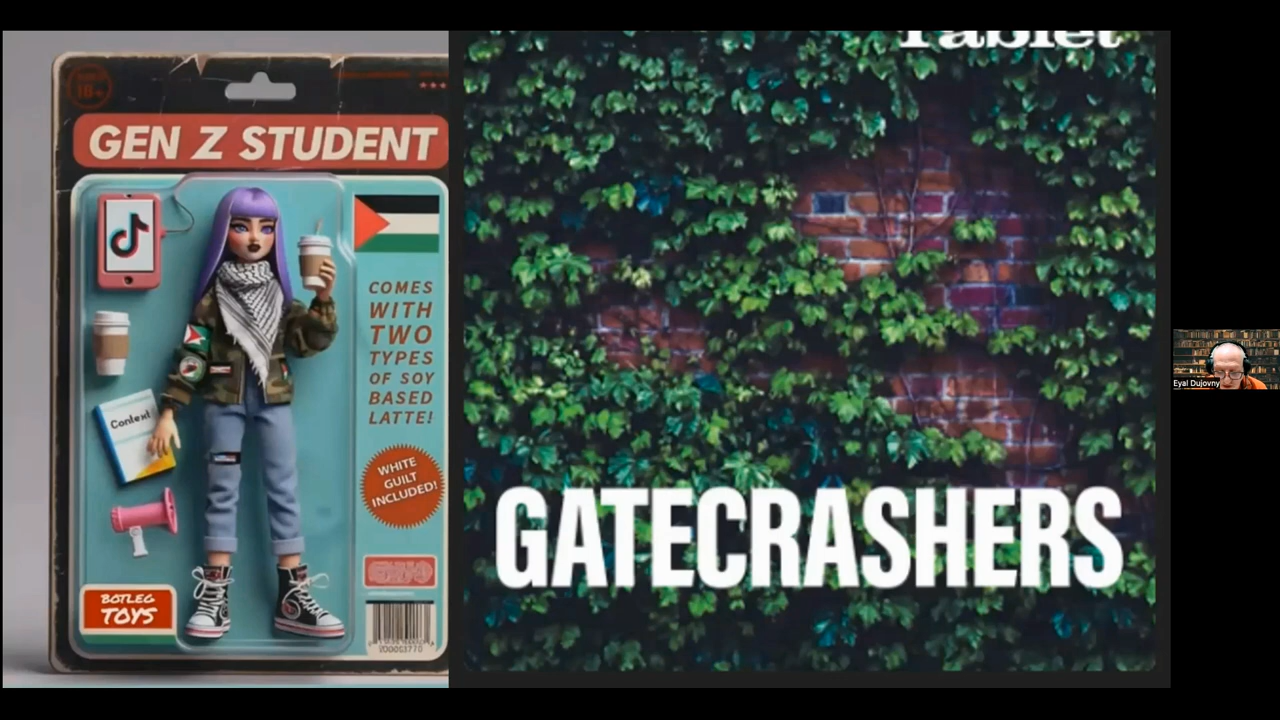 GEN Z STUDENT
COMES
WITH
TWO
TYPES
OF SOY
BASED
LATTE!
Context
WHITE
GUILT
INCLUDED!
BOTLEG
TOYS
18+
Tablet
GATECRASHERS
Eyal Dujovny